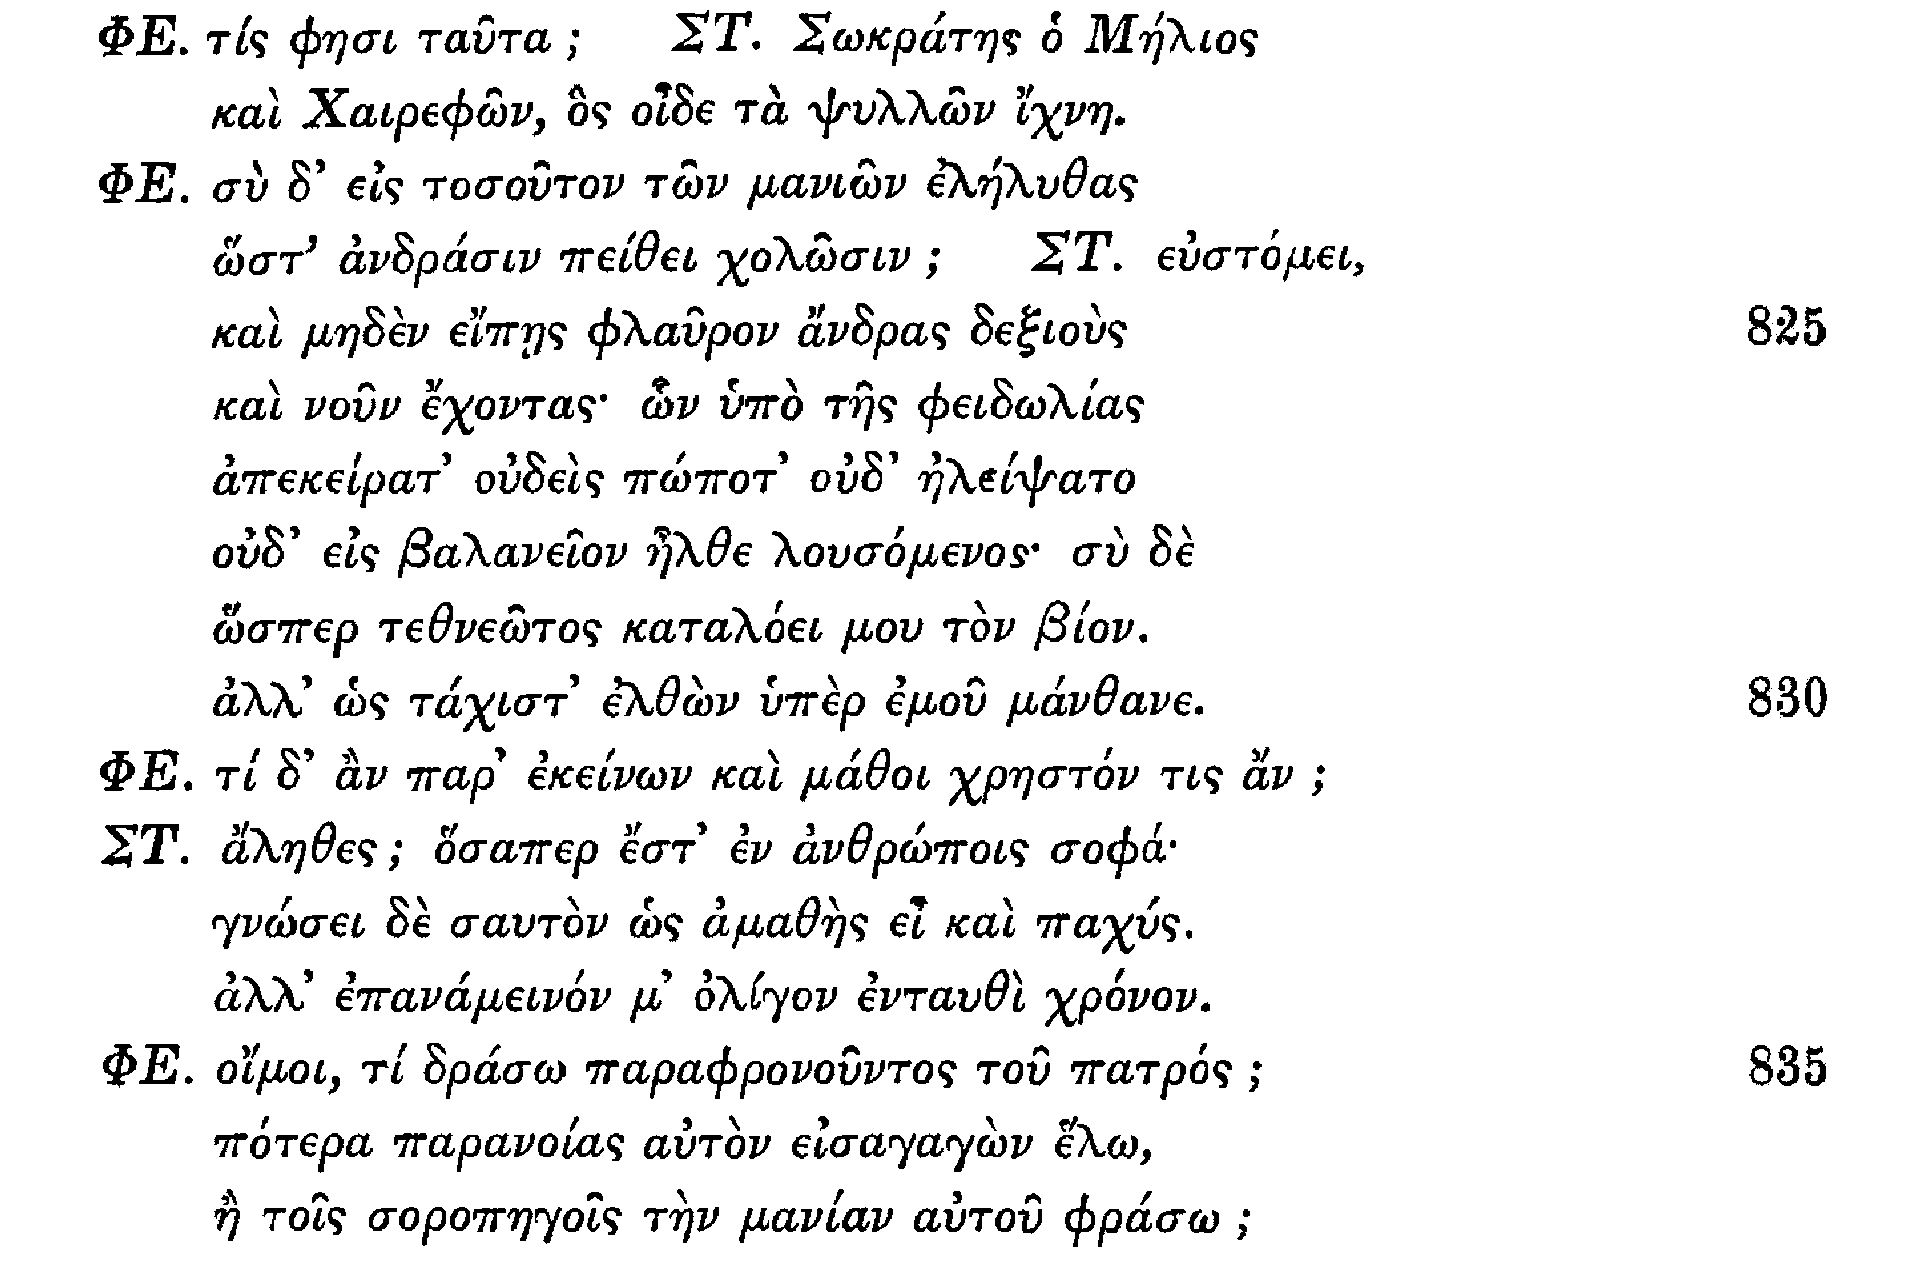 ΦΕ. τίς φησι ταῦτα ; ΣΤ. Σωκράτης ὁ Μήλιος
καὶ Χαιρεφῶν, ὃς οἶδε τὰ ψυλλῶν ἴχνη.
ΦΕ. σὺ δ’ εἰς τοσοῦτον τῶν μανιῶν ἐλήλυθας
ὥστ’ ἀνδράσιν πείθει χολῶσιν ; ΣΤ. εὐστόμει,
καὶ μηδὲν εἴπῃς φλαῦρον ἄνδρας δεξιοὺς 825
καὶ νοῦν ἔχοντας· ὧν ὑπὸ τῆς φειδωλίας
ἀπεκείρατ’ οὐδεὶς πώποτ’ οὐδ’ ἠλείψατο
οὐδ’ εἰς βαλανεῖον ἦλθε λουσόμενος· σὺ δὲ
ὥσπερ τεθνεῶτος καταλόει μου τὸν βίον.
ἀλλ’ ὡς τάχιστ’ ἐλθὼν ὑπὲρ ἐμοῦ μάνθανε. 830
ΦΕ. τί δ’ ἂν παρ’ ἐκείνων καὶ μάθοι χρηστόν τις ἄν ;
ΣΤ. ἄληθες ; ὅσαπερ ἔστ’ ἐν ἀνθρώποις σοφά·
γνώσει δὲ σαυτὸν ὡς ἀμαθὴς εἶ καὶ παχύς.
ἀλλ’ ἐπανάμεινόν μ’ ὀλίγον ἐνταυθὶ χρόνον.
ΦΕ. οἴμοι, τί δράσω παραφρονοῦντος τοῦ πατρός ; 835
πότερα παρανοίας αὐτὸν εἰσαγαγὼν ἕλω,
ἢ τοῖς σοροπηγοῖς τὴν μανίαν αὐτοῦ φράσω ;